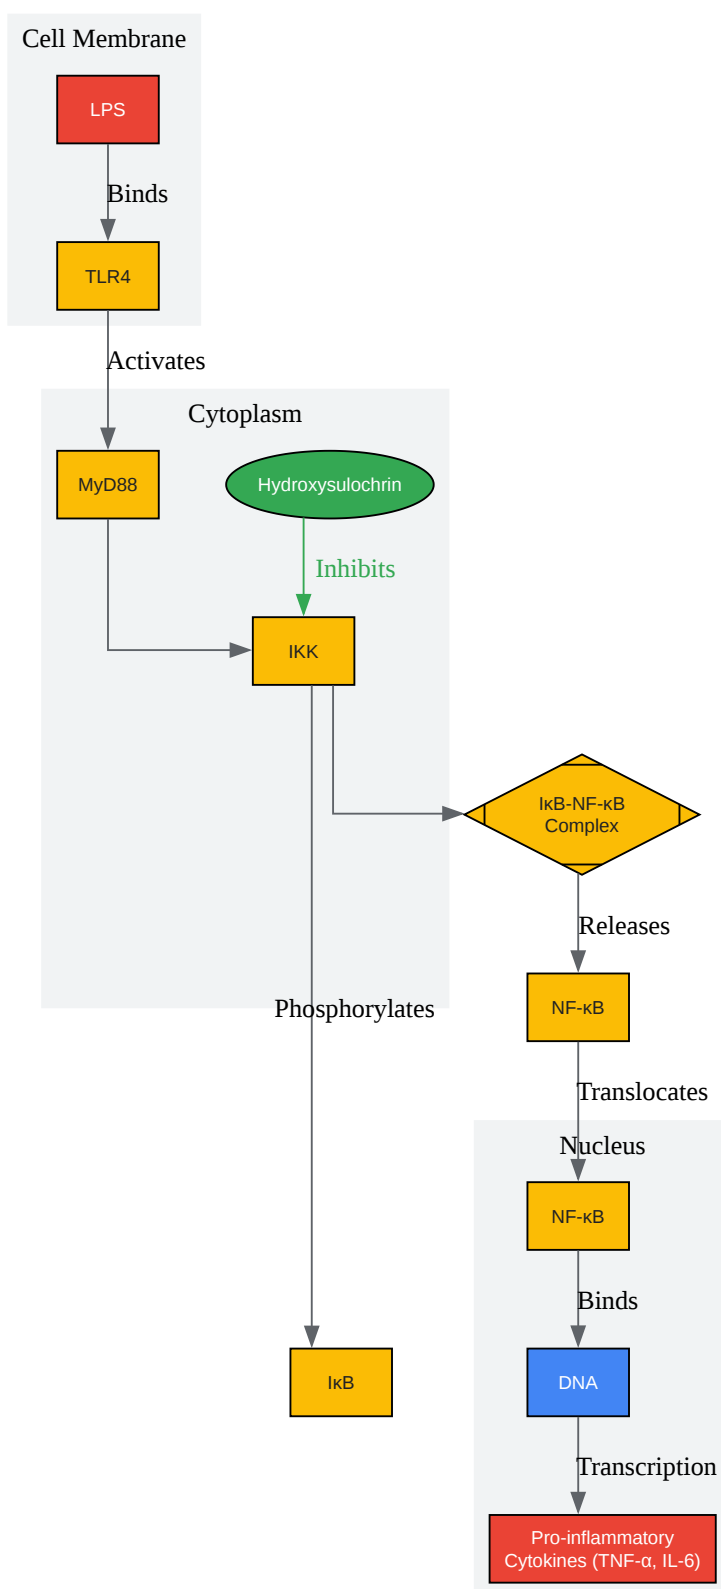 Cell Membrane
LPS
Binds
TLR4
Activates
Cytoplasm
MyD88
Hydroxysulochrin
Inhibits
IKK
IκB-NF-κB
Complex
Releases
NF-κB
Phosphorylates
Translocates
Nucleus
NF-κB
Binds
IκB
DNA
Transcription
Pro-inflammatory
Cytokines (TNF-α, IL-6)